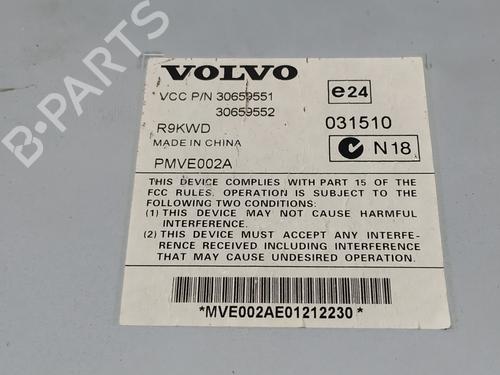 VOLVO
VCC P/N 30659551
30659552
R9KWD
MADE IN CHINA
PMVE002A
e24
031510
N18
THIS DEVICE COMPLIES WITH PART 15 OF THE
FCC RULES. OPERATION IS SUBJECT TO THE
FOLLOWING TWO CONDITIONS:
(1) THIS DEVICE MAY NOT CAUSE HARMFUL
INTERFERENCE, AND
(2) THIS DEVICE MUST ACCEPT ANY INTERFE-
RENCE RECEIVED INCLUDING INTERFERENCE
THAT MAY CAUSE UNDESIRED OPERATION.
*MVE002AE01212230*
B-PARTS